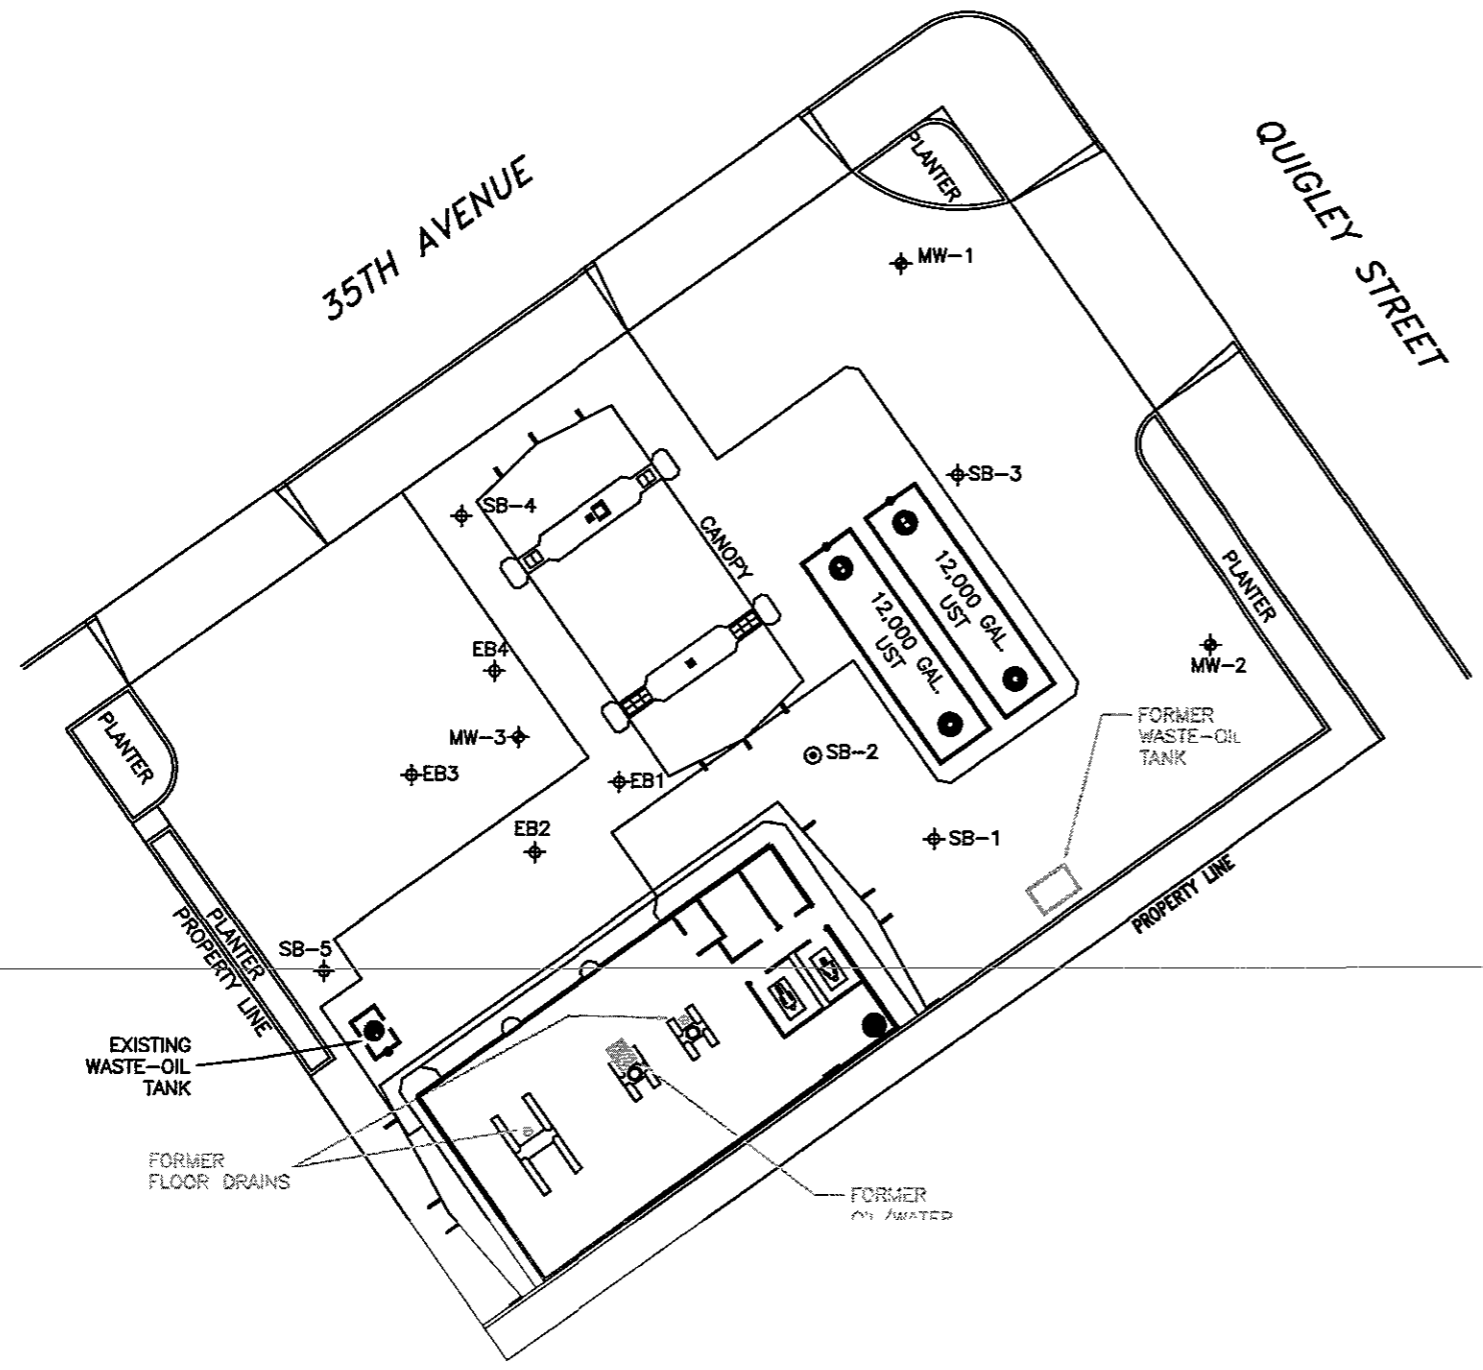 35TH AVENUE
QUIGLEY STREET
PLANTER
MW-1
SB-3
SB-4
CANOPY
12,000 GAL.
UST
12,000 GAL.
UST
PLANTER
EB4
MW-2
MW-3
FORMER
WASTE-OIL
TANK
PLANTER
SB-2
EB3
EB1
EB2
SB-1
PROPERTY LINE
PLANTER
PROPERTY LINE
SB-5
EXISTING
WASTE-OIL
TANK
FORMER
FLOOR DRAINS
FORMER
OIL/WATER